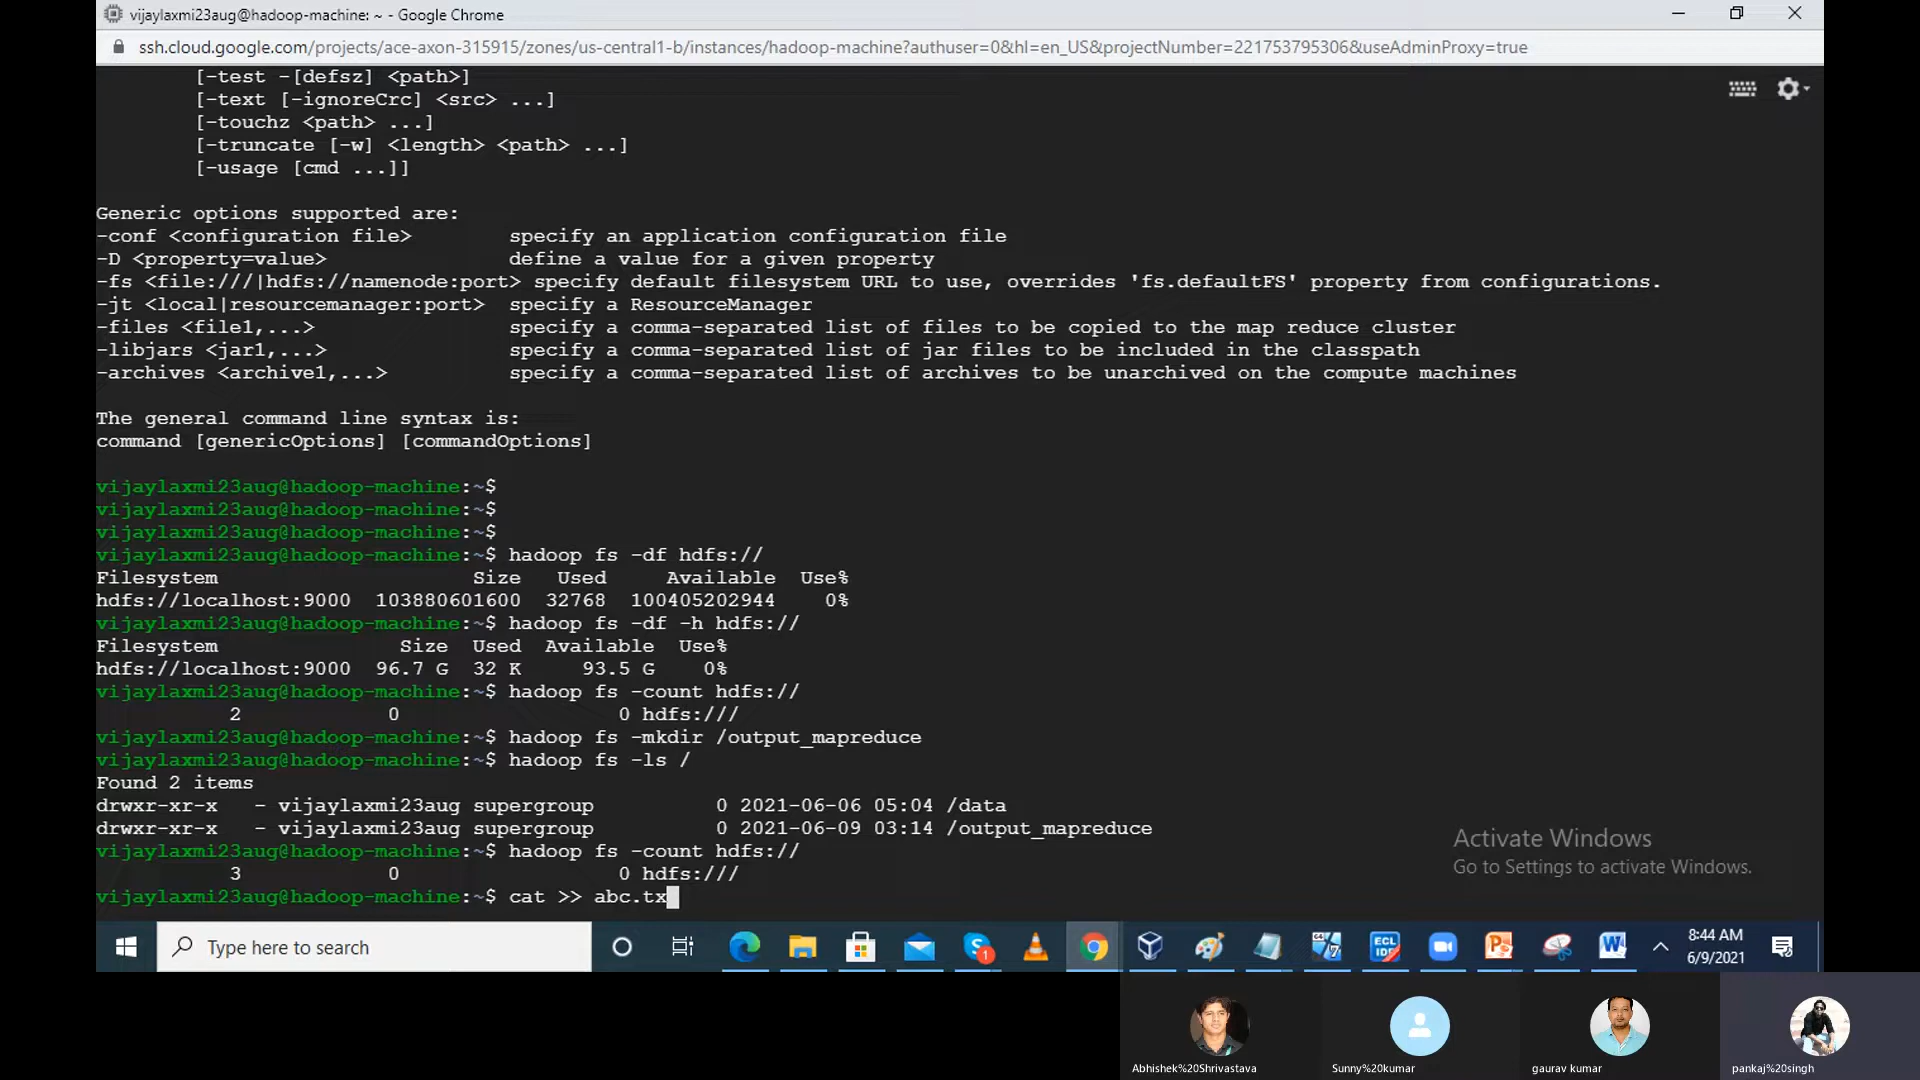 vijaylaxmi23aug@hadoop-machine: ~ - Google Chrome
ssh.cloud.google.com/projects/ace-axon-315915/zones/us-central1-b/instances/hadoop-machine?authuser=0&hl=en_US&projectNumber=221753795306&useAdminProxy=true
[-test -[defsz] <path>]
[-text [-ignoreCrc] <src> ...]
[-touchz <path> ...]
[-truncate [-w] <length> <path> ...]
[-usage [cmd ...]]
Generic options supported are:
-conf <configuration file>        specify an application configuration file
-D <property=value>               define a value for a given property
-fs <file:///|hdfs://namenode:port> specify default filesystem URL to use, overrides 'fs.defaultFS' property from configurations.
-jt <local|resourcemanager:port>  specify a ResourceManager
-files <file1,...>                specify a comma-separated list of files to be copied to the map reduce cluster
-libjars <jar1,...>               specify a comma-separated list of jar files to be included in the classpath
-archives <archive1,...>          specify a comma-separated list of archives to be unarchived on the compute machines
The general command line syntax is:
command [genericOptions] [commandOptions]
vijaylaxmi23aug@hadoop-machine:~$
vijaylaxmi23aug@hadoop-machine:~$
vijaylaxmi23aug@hadoop-machine:~$
vijaylaxmi23aug@hadoop-machine:~$ hadoop fs -df hdfs://
Filesystem                     Size   Used     Available  Use%
hdfs://localhost:9000  103880601600  32768  100405202944    0%
vijaylaxmi23aug@hadoop-machine:~$ hadoop fs -df -h hdfs://
Filesystem               Size  Used  Available  Use%
hdfs://localhost:9000  96.7 G  32 K     93.5 G    0%
vijaylaxmi23aug@hadoop-machine:~$ hadoop fs -count hdfs://
2            0                  0 hdfs:///
vijaylaxmi23aug@hadoop-machine:~$ hadoop fs -mkdir /output_mapreduce
vijaylaxmi23aug@hadoop-machine:~$ hadoop fs -ls /
Found 2 items
drwxr-xr-x   - vijaylaxmi23aug supergroup          0 2021-06-06 05:04 /data
drwxr-xr-x   - vijaylaxmi23aug supergroup          0 2021-06-09 03:14 /output_mapreduce
vijaylaxmi23aug@hadoop-machine:~$ hadoop fs -count hdfs://
3            0                  0 hdfs:///
vijaylaxmi23aug@hadoop-machine:~$ cat >> abc.tx
Activate Windows
Go to Settings to activate Windows.
Type here to search
1
64
7
ECL
IDE
P
W
8:44 AM
6/9/2021
Abhishek%20Shrivastava
Sunny%20kumar
gaurav kumar
pankaj%20singh